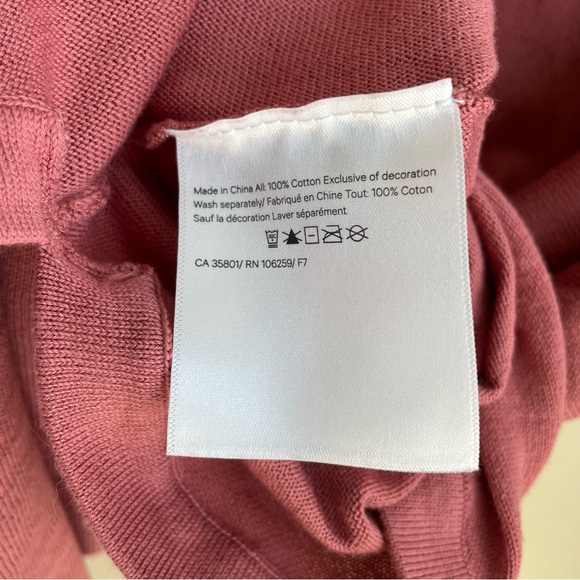 Made in China All: 100% Cotton Exclusive of decoration
Wash separately/ Fabriqué en Chine Tout: 100% Coton
Sauf la décoration Laver séparément
CA 35801/ RN 106259/ F7